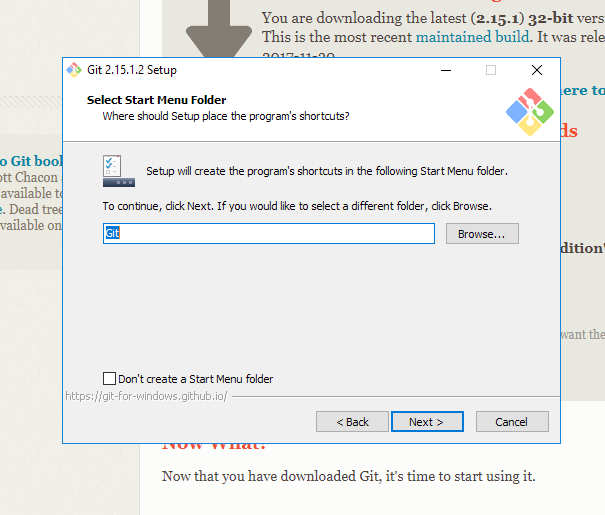 You are downloading the latest (2.15.1) 32-bit vers
This is the most recent maintained build. It was rele
2017-11-29
Git 2.15.1.2 Setup
Select Start Menu Folder
Where should Setup place the program's shortcuts?
here to
ds
o Git book
ott Chacon
available to
e. Dead tree
vailable on
Setup will create the program's shortcuts in the following Start Menu folder.
To continue, click Next. If you would like to select a different folder, click Browse.
Git
Browse...
dition"
want the
Don't create a Start Menu folder
https://git-for-windows.github.io/
< Back
Next >
Cancel
Now What?
Now that you have downloaded Git, it's time to start using it.